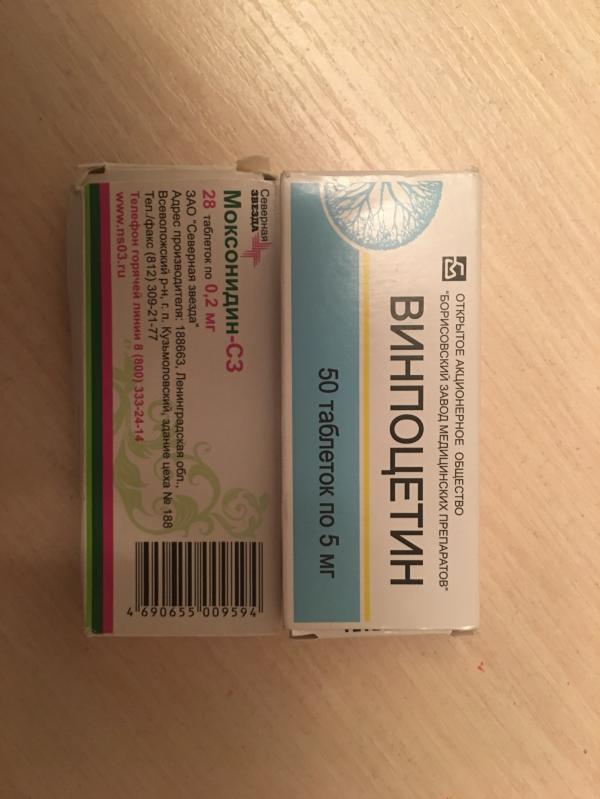 Северная
ЗВЕЗДА
Моксонидин-СЗ
28 таблеток по 0,2 мг
ЗАО "Северная звезда"
Адрес производителя: 188663, Ленинградская обл.,
Всеволожский р-н, г. п. Кузьмоловский, здание цеха № 188
Тел./факс (812) 309-21-77
Телефон горячей линии 8 (800) 333-24-14
www.ns03.ru
4 690655 009594
ОТКРЫТОЕ АКЦИОНЕРНОЕ ОБЩЕСТВО
"БОРИСОВСКИЙ ЗАВОД МЕДИЦИНСКИХ ПРЕПАРАТОВ"
ВИНПОЦЕТИН
50 таблеток по 5 мг